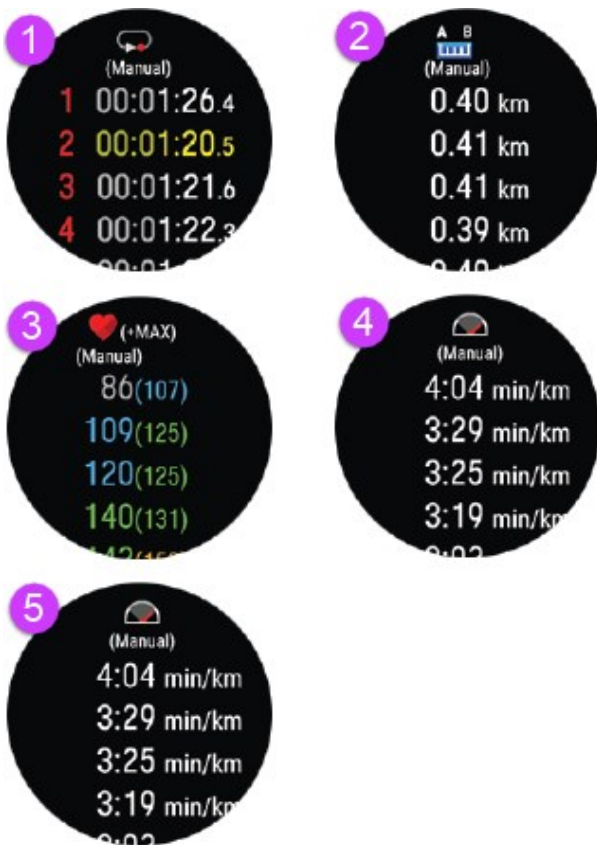 1
(Manual)
1 00:01:26.4
2 00:01:20.5
3 00:01:21.6
4 00:01:22.3
2
A B
(Manual)
0.40 km
0.41 km
0.41 km
0.39 km
3
(+MAX)
(Manual)
86(107)
109(125)
120(125)
140(131)
4
(Manual)
4:04 min/km
3:29 min/km
3:25 min/km
3:19 min/km
5
(Manual)
4:04 min/km
3:29 min/km
3:25 min/km
3:19 min/km